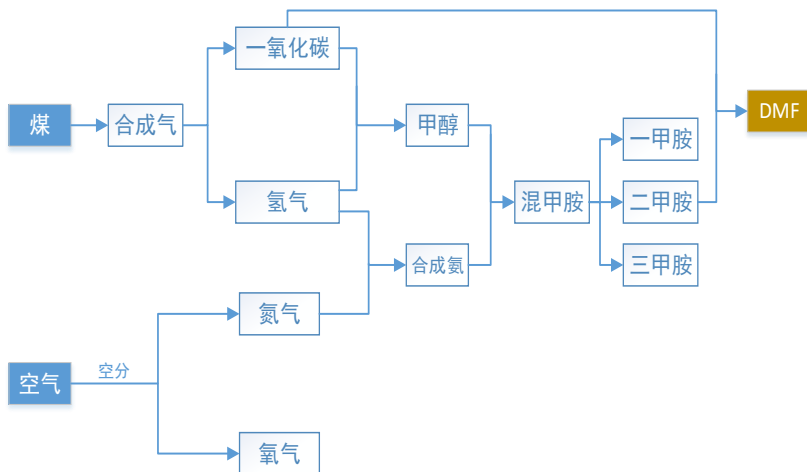 一氧化碳
煤
合成气
甲醇
DMF
一甲胺
氢气
混甲胺
二甲胺
合成氨
三甲胺
氮气
空气
空分
氧气